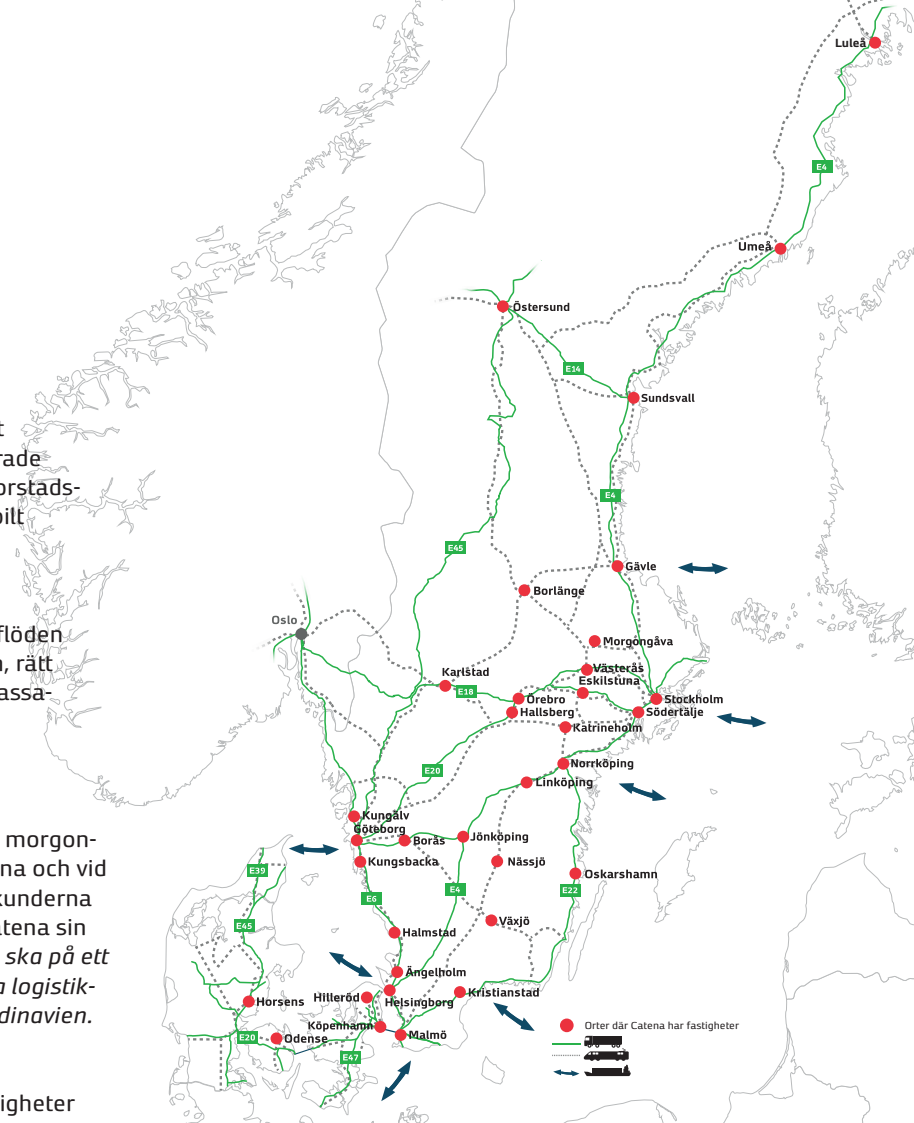 t
rade
orstads-
bilt
flöden
n, rätt
assa-
morgon-
na och vid
kunderna
atena sin
ska på ett
a logistik-
dinavien.
igheter
Luleå
E4
Umeå
Östersund
E14
Sundsvall
E4
E45
Gävle
Borlänge
Oslo
Morgongåva
Västerås
Karlstad
Eskilstuna
E18
Örebro
Stockholm
Hallsberg
Södertälje
Katrineholm
Norrköping
E20
Linköping
Kungälv
Göteborg
Borås
Jönköping
Kungsbacka
Nässjö
E39
Oskarshamn
E4
E22
E6
Växjö
E45
Halmstad
Ängelholm
Hilleröd
Horsens
Helsingborg
Kristianstad
Köpenhamn
Malmö
E20
Odense
E47
Orter där Catena har fastigheter